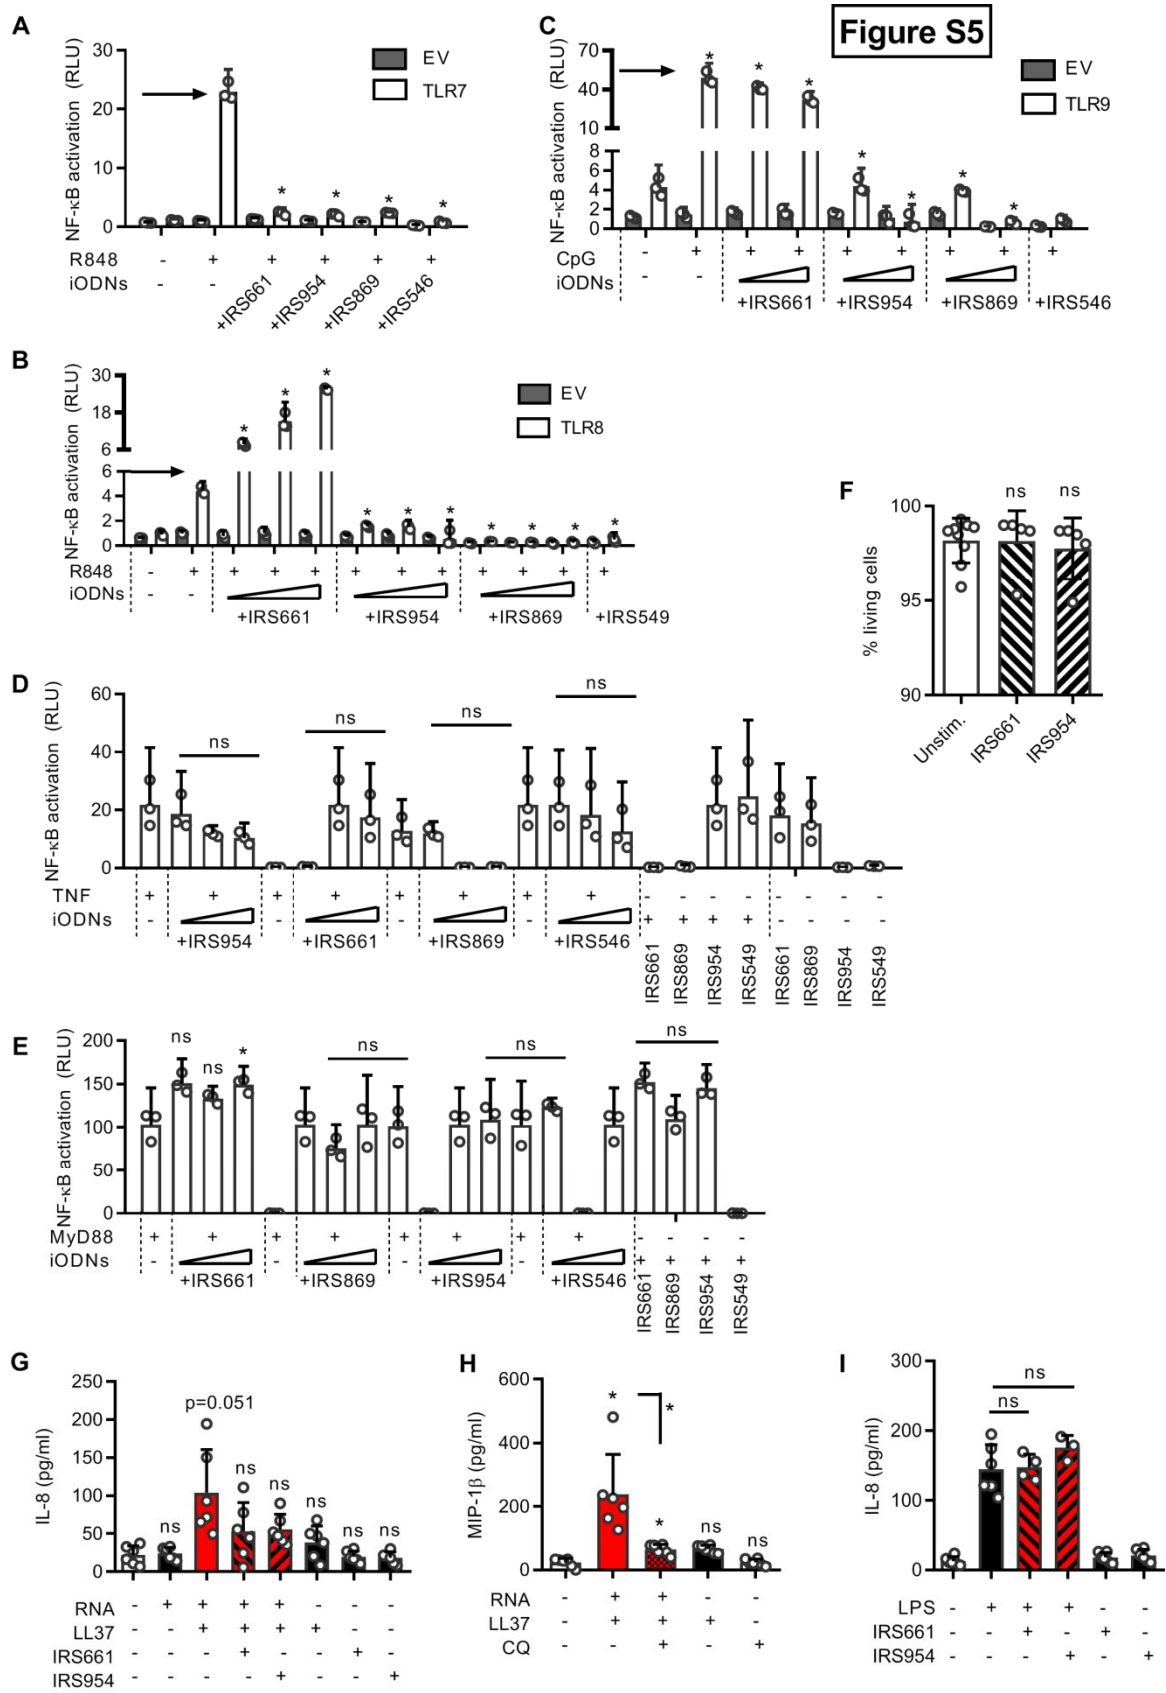 Figure S5
A
NF-κB activation (RLU)
30
20
10
0
EV
TLR7
* * * *
R848 - - + + + + +
iODNs - -
+IRS661 +IRS954 +IRS869 +IRS546
C
NF-κB activation (RLU)
70
40
10
8
6
4
2
0
EV
TLR9
* * * * * * *
CpG - + + + + + + + +
iODNs - -
+IRS661 +IRS954 +IRS869 +IRS546
B
NF-κB activation (RLU)
30
18
6
6
4
2
0
EV
TLR8
* * * * * * * * * *
R848 - + + + + + + + + + + +
iODNs - -
+IRS661 +IRS954 +IRS869 +IRS549
F
% living cells
100
95
90
ns ns
Unstim. IRS661 IRS954
D
NF-κB activation (RLU)
60
40
20
0
ns ns ns ns
TNF + + + + + + + + - - - - - - - -
iODNs - - - - + + + + - - - -
+IRS954 +IRS661 +IRS869 +IRS546
IRS661 IRS869 IRS954 IRS549 IRS661 IRS869 IRS954 IRS549
E
NF-κB activation (RLU)
200
150
100
50
0
ns ns * ns ns ns
MyD88 + + + + + + + + - - - -
iODNs - - - - + + + +
+IRS661 +IRS869 +IRS954 +IRS546
IRS661 IRS869 IRS954 IRS549
G
IL-8 (pg/ml)
250
200
150
100
50
0
p=0.051
ns ns ns ns ns ns
RNA - + + + + - - -
LL37 - - + + + + - -
IRS661 - - - + - - + -
IRS954 - - - - + - - +
H
MIP-1β (pg/ml)
600
400
200
0
* * * ns ns
RNA - + + - -
LL37 - + + + -
CQ - - + - +
I
IL-8 (pg/ml)
300
200
100
0
ns
ns
LPS - + + + - -
IRS661 - - + - + -
IRS954 - - - + - +